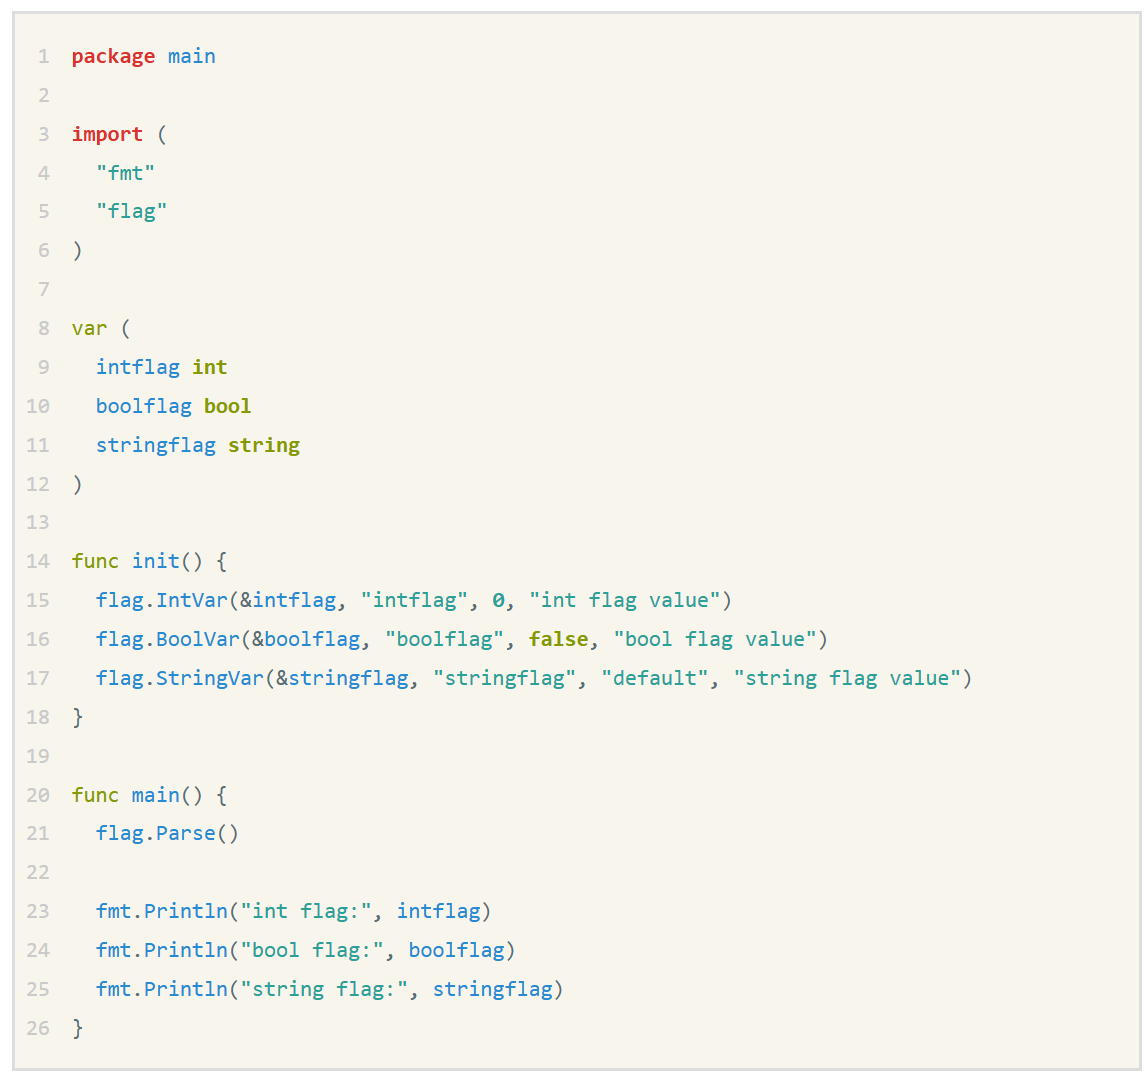 1 package main
2
3 import (
4   "fmt"
5   "flag"
6 )
7
8 var (
9   intflag int
10   boolflag bool
11   stringflag string
12 )
13
14 func init() {
15   flag.IntVar(&intflag, "intflag", 0, "int flag value")
16   flag.BoolVar(&boolflag, "boolflag", false, "bool flag value")
17   flag.StringVar(&stringflag, "stringflag", "default", "string flag value")
18 }
19
20 func main() {
21   flag.Parse()
22
23   fmt.Println("int flag:", intflag)
24   fmt.Println("bool flag:", boolflag)
25   fmt.Println("string flag:", stringflag)
26 }